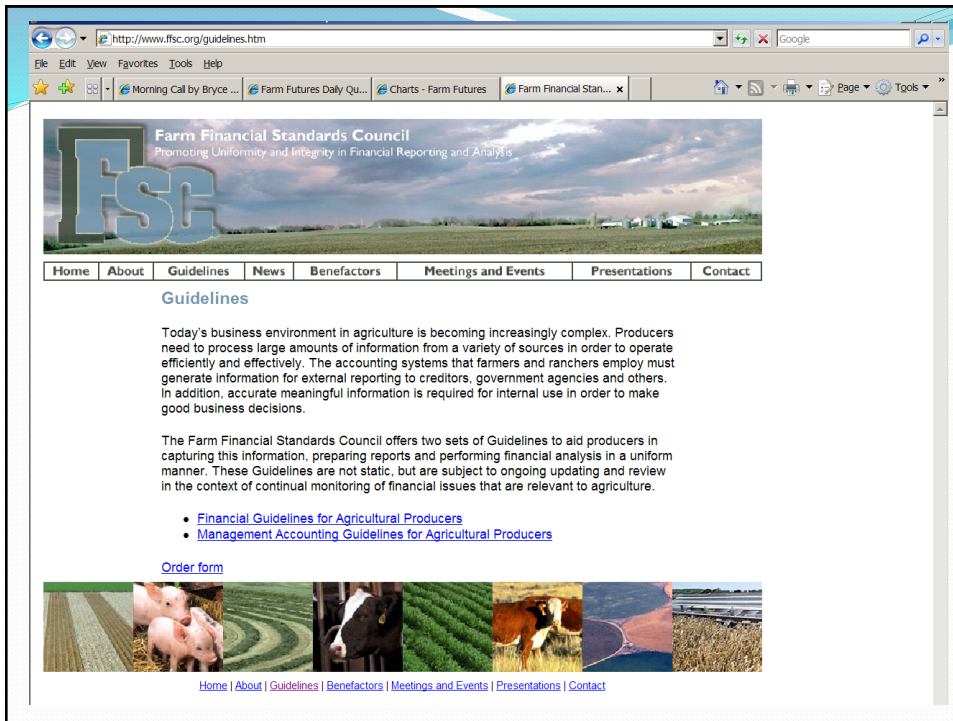 http://www.ffsc.org/guidelines.htm
Google
File Edit View Favorites Tools Help
Morning Call by Bryce ...
Farm Futures Daily Qu...
Charts - Farm Futures
Farm Financial Stan...
Page
Tools
Farm Financial Standards Council
Promoting Uniformity and Integrity in Financial Reporting and Analysis
FFSC
Home About Guidelines News Benefactors Meetings and Events Presentations Contact
Guidelines
Today's business environment in agriculture is becoming increasingly complex. Producers
need to process large amounts of information from a variety of sources in order to operate
efficiently and effectively. The accounting systems that farmers and ranchers employ must
generate information for external reporting to creditors, government agencies and others.
In addition, accurate meaningful information is required for internal use in order to make
good business decisions.
The Farm Financial Standards Council offers two sets of Guidelines to aid producers in
capturing this information, preparing reports and performing financial analysis in a uniform
manner. These Guidelines are not static, but are subject to ongoing updating and review
in the context of continual monitoring of financial issues that are relevant to agriculture.
• Financial Guidelines for Agricultural Producers
• Management Accounting Guidelines for Agricultural Producers
Order form
Home | About | Guidelines | Benefactors | Meetings and Events | Presentations | Contact